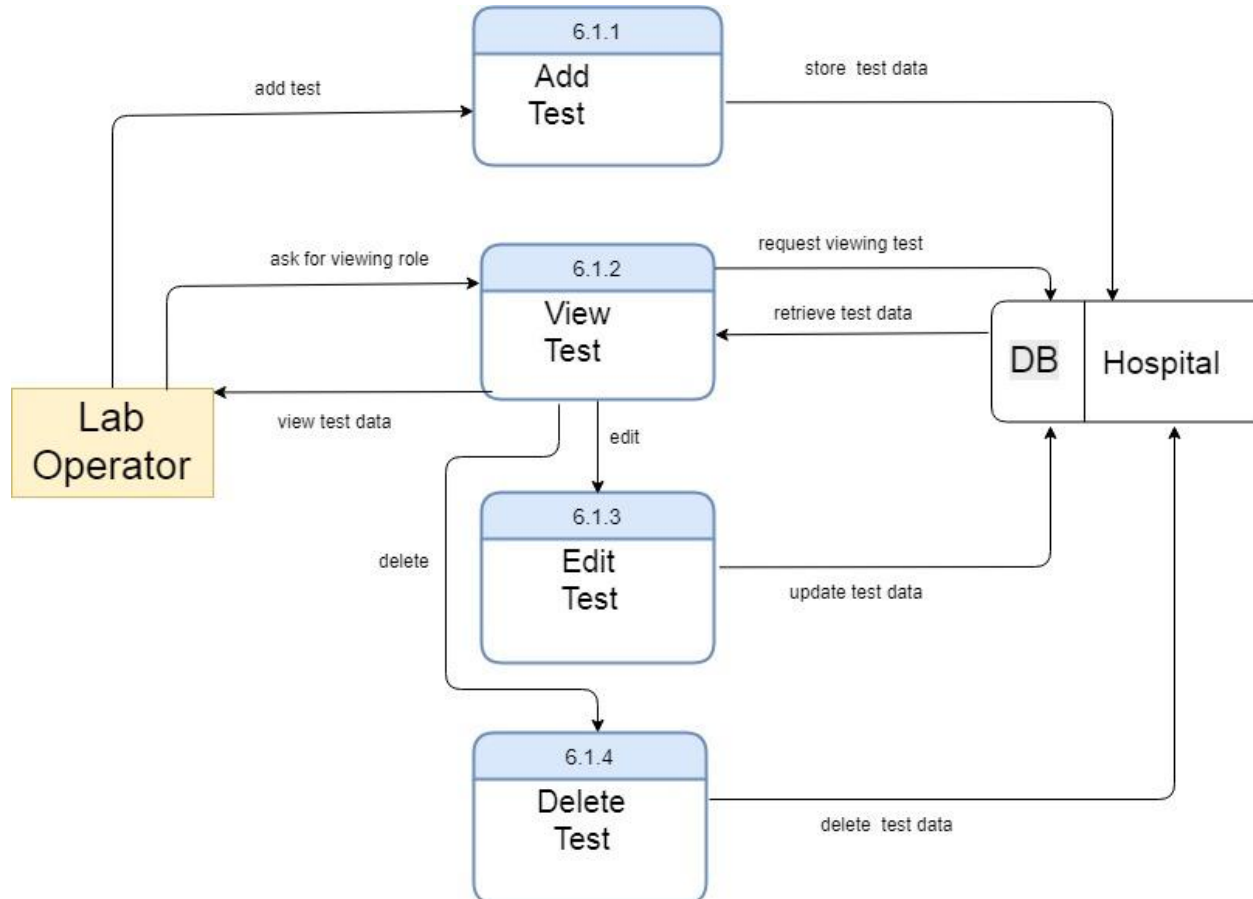 6.1.1
Add
Test
add test
store test data
6.1.2
View
Test
ask for viewing role
request viewing test
retrieve test data
DB
Hospital
Lab
Operator
view test data
edit
6.1.3
Edit
Test
delete
update test data
6.1.4
Delete
Test
delete test data